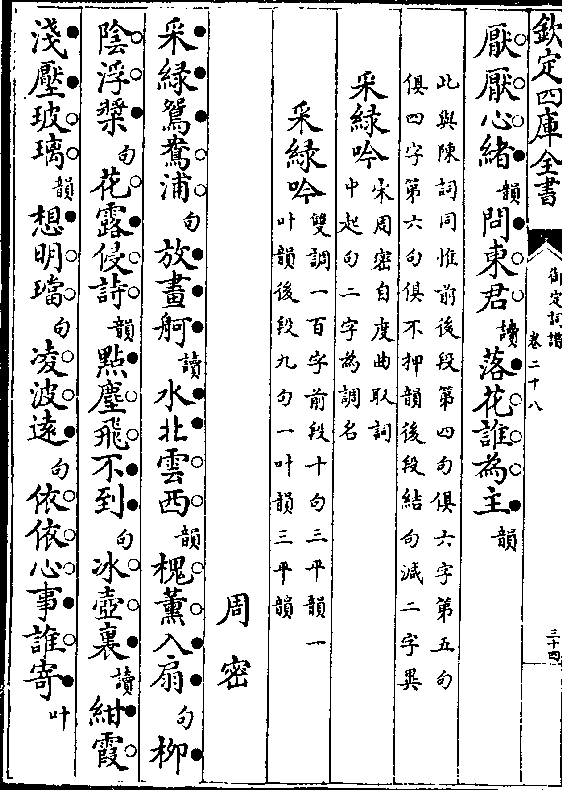 欽定四庫全書
御定詞譜
卷二十八
三十四
厭厭心緒韻問東君讀落花誰為主韻
此與陳詞同惟前後段第四句俱六字第五句
俱四字第六句俱不押韻後段結句減二字異
采緑吟宋周密自度曲取詞
中起句二字為調名
采緑吟雙調一百字前段十句三平韻一
叶韻後段九句一叶韻三平韻
周密
采緑鴛鴦浦句放畫舸讀水北雲西韻槐薰入扇句柳
陰浮槳句花露侵詩韻點塵飛不到句冰壺裏讀紺霞
淺壓玻璃韻想明璫句凌波遠句依依心事誰寄叶